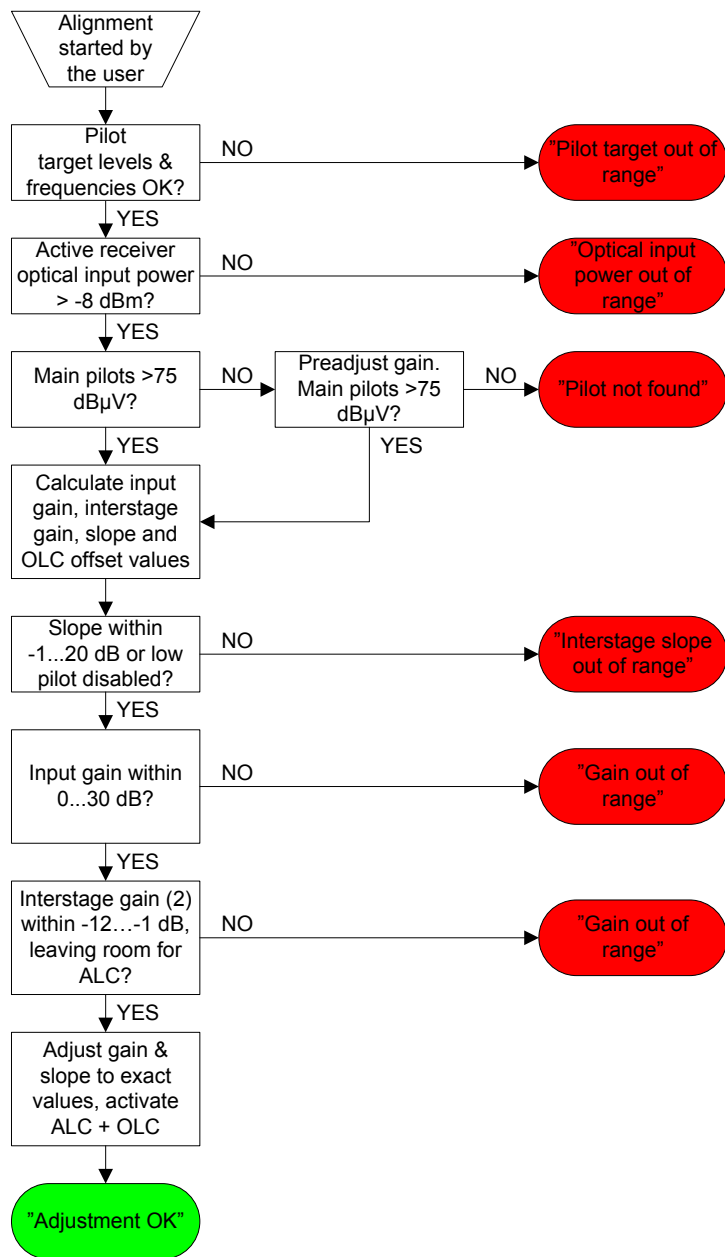 Alignment
started by
the user
Pilot
target levels &
frequencies OK?
NO
"Pilot target out of
range"
YES
Active receiver
optical input power
> -8 dBm?
NO
"Optical input
power out of
range"
YES
Main pilots >75
dBµV?
NO
Preadjust gain.
Main pilots >75
dBµV?
NO
"Pilot not found"
YES
YES
Calculate input
gain, interstage
gain, slope and
OLC offset values
Slope within
-1...20 dB or low
pilot disabled?
NO
"Interstage slope
out of range"
YES
Input gain within
0...30 dB?
NO
"Gain out of
range"
YES
Interstage gain (2)
within -12…-1 dB,
leaving room for
ALC?
NO
"Gain out of
range"
YES
Adjust gain &
slope to exact
values, activate
ALC + OLC
"Adjustment OK"